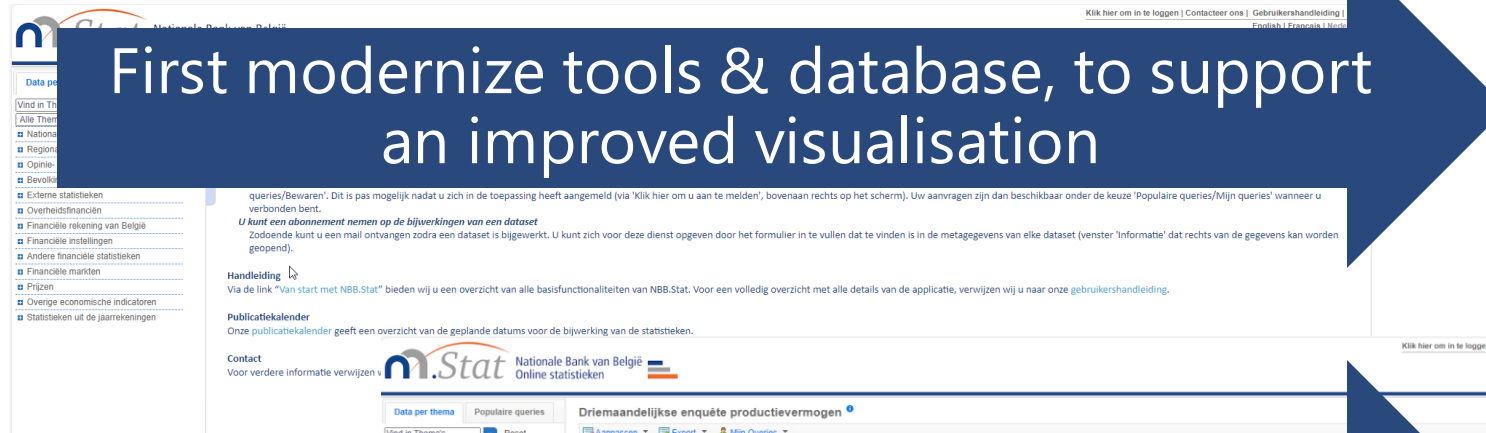 Klik hier om in te loggen | Contacteer ons | Gebruikershandleiding |
English | Français |
.Stat Nationale Bank van België
First modernize tools & database, to support
an improved visualisation
Data
Vind in
Alle
Opinie-
Externe statistieken
Overheidsfinanciën
Financiële rekening van België
Financiële instellingen
Andere financiële statistieken
Financiële markten
Prijzen
Overige economische indicatoren
Statistieken uit de jaarrekeningen
queries/Bewaren'. Dit is pas mogelijk nadat u zich in de toepassing heeft aangemeld (via 'Klik hier om u aan te melden', bovenaan rechts op het scherm). Uw aanvragen zijn dan beschikbaar onder de keuze 'Populaire queries/Mijn queries' wanneer u
verbonden bent.
U kunt een abonnement nemen op de bijwerkingen van een dataset
Zodoende kunt u een mail ontvangen zodra een dataset is bijgewerkt. U kunt zich voor deze dienst opgeven door het formulier in te vullen dat te vinden is in de metagegevens van elke dataset (venster 'Informatie' dat rechts van de gegevens kan worden
geopend).
Handleiding
Via de link “Van start met NBB.Stat” bieden wij u een overzicht van alle basisfunctionaliteiten van NBB.Stat. Voor een volledig overzicht met alle details van de applicatie, verwijzen wij u naar onze gebruikershandleiding.
Publicatiekalender
Onze publicatiekalender geeft een overzicht van de geplande datums voor de bijwerking van de statistieken.
Contact
Voor verdere informatie verwijzen
.Stat Nationale Bank van België
Online statistieken
Klik hier om in te logge
Data per thema Populaire queries
Driemaandelijkse enquête productievermogen
Vind in Thema's Reset
Aanpassen Export Mijn Queries